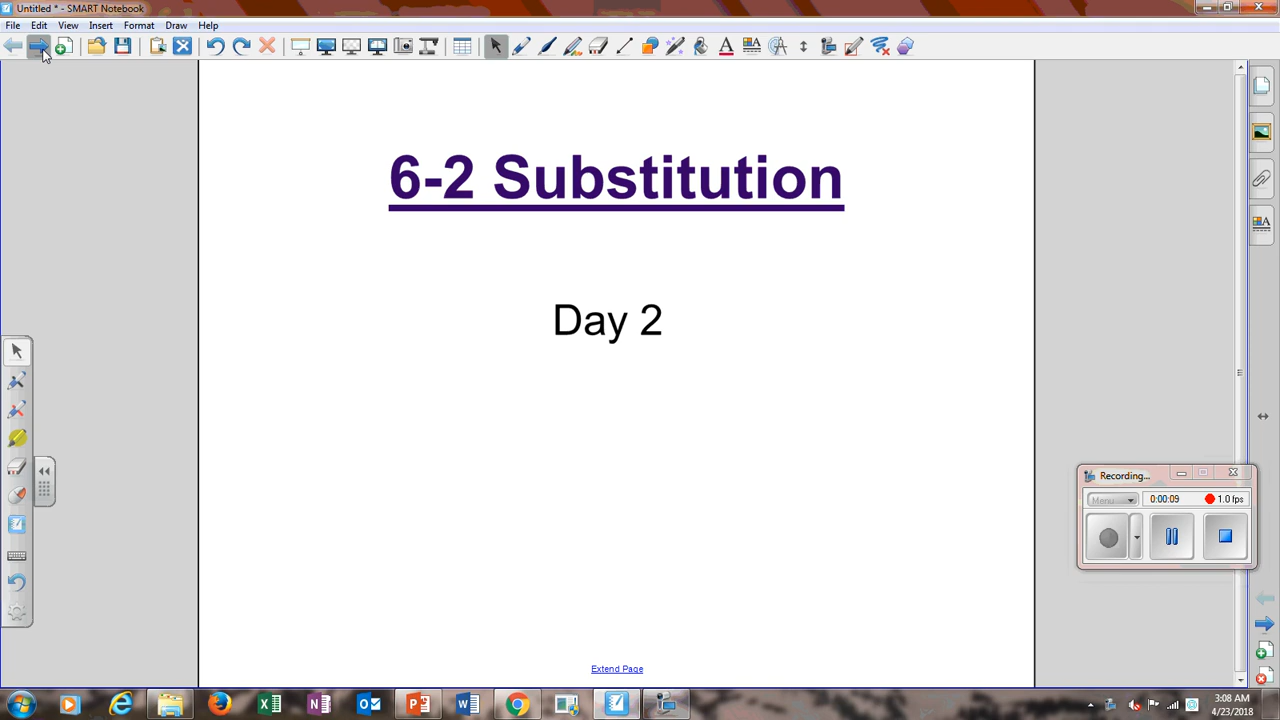 Untitled * - SMART Notebook
File Edit View Insert Format Draw Help
6-2 Substitution
Day 2
Recording...
Menu 0:00:09 1.0 fps
Extend Page
3:08 AM
4/23/2018